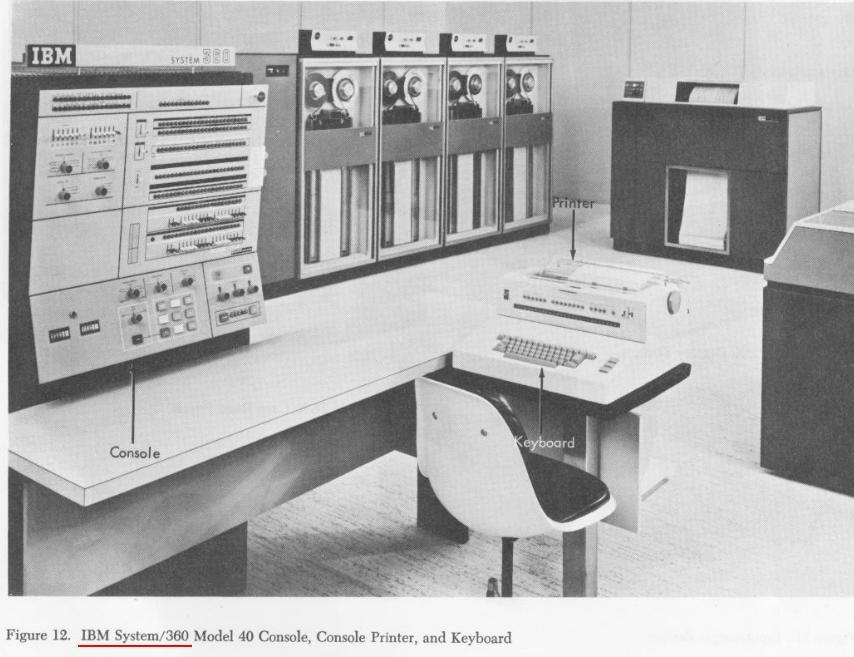 IBM
SYSTEM 360
Printer
Keyboard
Console
Figure 12. IBM System/360 Model 40 Console, Console Printer, and Keyboard